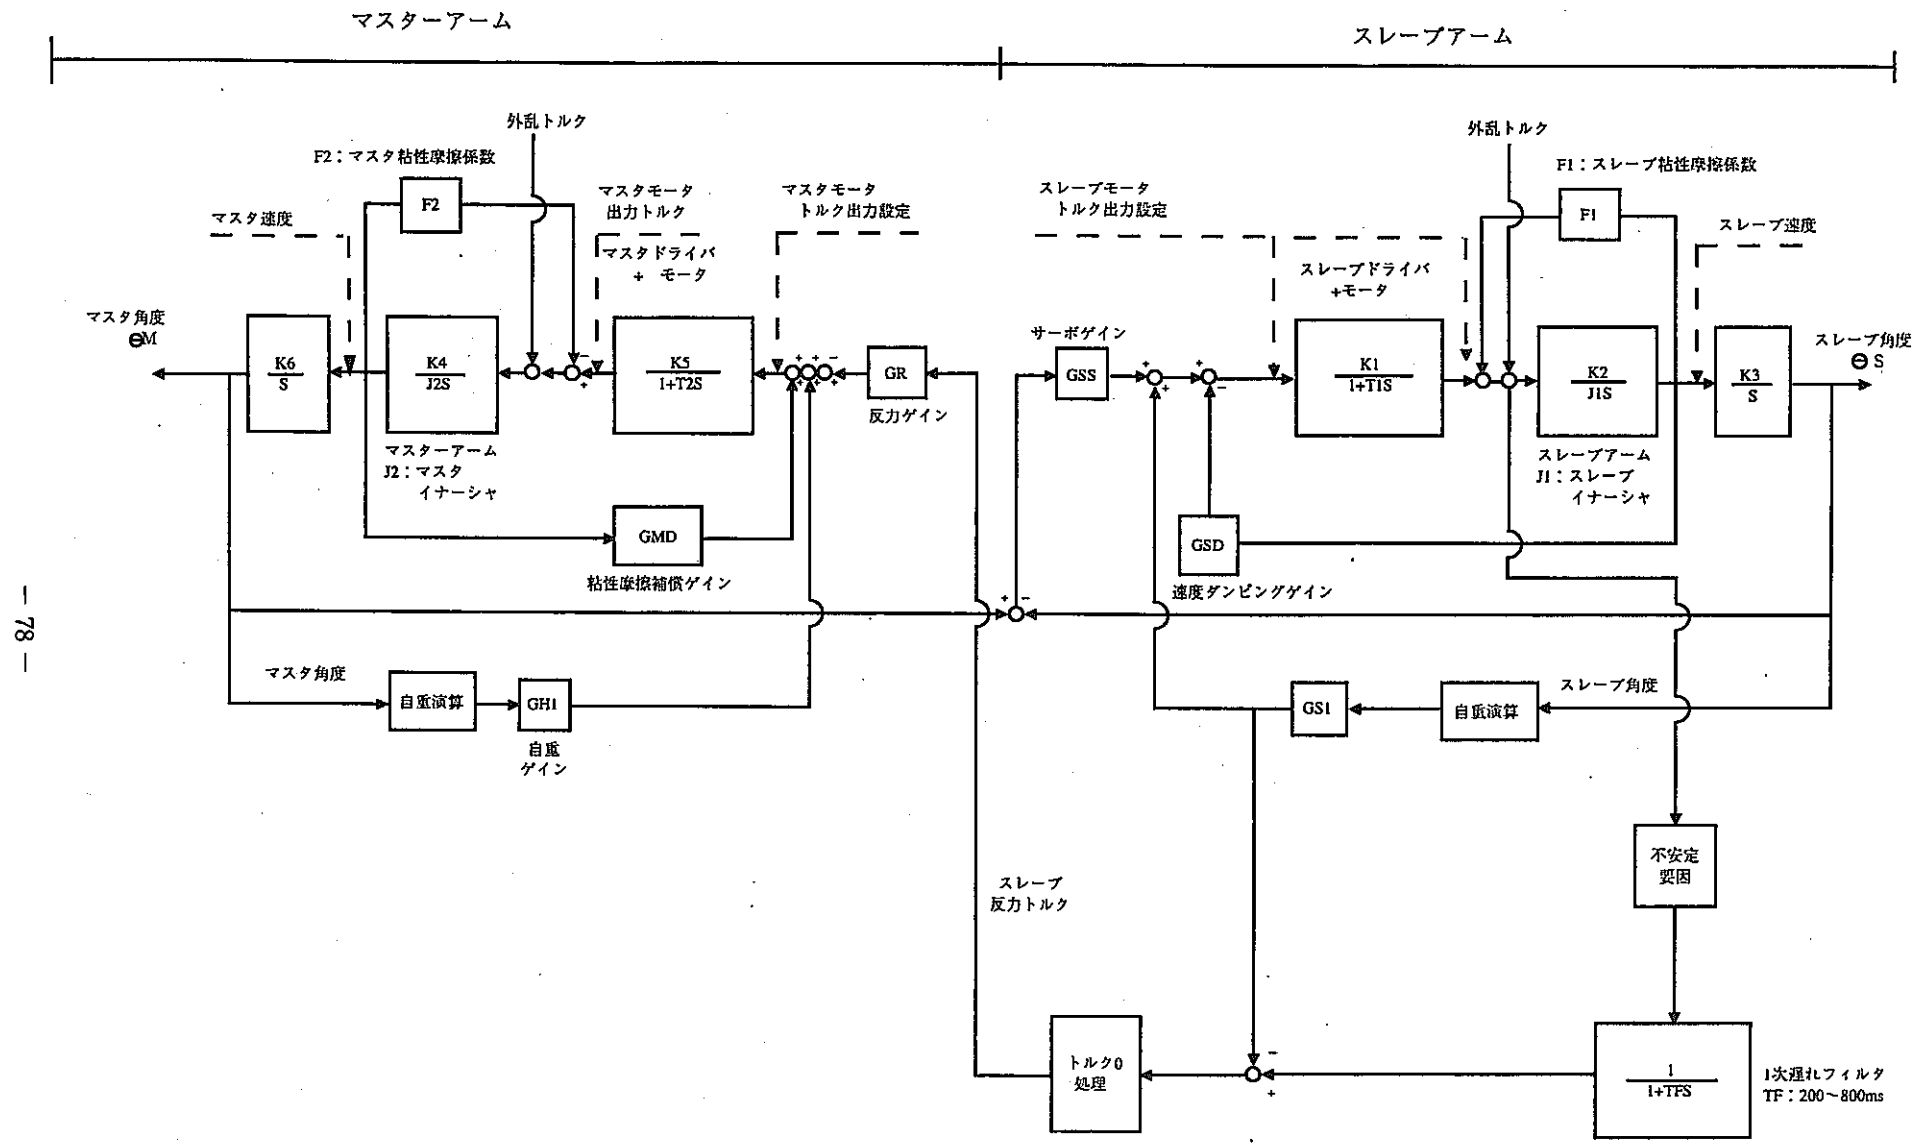 マスターアーム
スレーブアーム
外乱トルク
F2：マスタ粘性摩擦係数
F2
マスタ速度
マスタモータ
出力トルク
マスタドライバ
+ モータ
マスタモータ
トルク出力設定
マスタ角度
ΘM
K6
S
K4
J2S
マスターアーム
J2：マスタ
イナーシャ
−
+
K5
1+T2S
+ + −
+ + +
GR
反力ゲイン
GMD
粘性摩擦補償ゲイン
マスタ角度
自重演算
GH1
自重
ゲイン
スレーブモータ
トルク出力設定
外乱トルク
F1：スレーブ粘性摩擦係数
F1
スレーブ速度
スレーブドライバ
+モータ
サーボゲイン
GSS
+
+
+
−
K1
1+T1S
K2
J1S
スレーブアーム
J1：スレーブ
イナーシャ
K3
S
スレーブ角度
Θ S
GSD
速度ダンピングゲイン
+ −
GS1
自重演算
スレーブ角度
不安定
要因
スレーブ
反力トルク
トルク0
処理
−
+
1
1+TFS
1次遅れフィルタ
TF：200～800ms
− 78 −